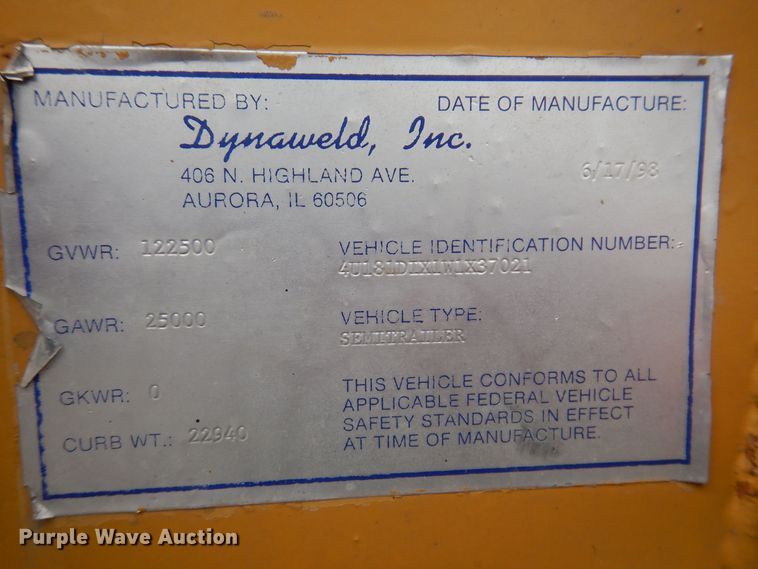 MANUFACTURED BY:
Dynaweld, Inc.
406 N. HIGHLAND AVE.
AURORA, IL 60506
DATE OF MANUFACTURE:
6/17/98
GVWR: 122500
VEHICLE IDENTIFICATION NUMBER:
4U181DIX1W1X37021
GAWR: 25000
VEHICLE TYPE:
SEMITRAILER
GKWR: 0
CURB WT.: 22940
THIS VEHICLE CONFORMS TO ALL
APPLICABLE FEDERAL VEHICLE
SAFETY STANDARDS IN EFFECT
AT TIME OF MANUFACTURE.
Purple Wave Auction